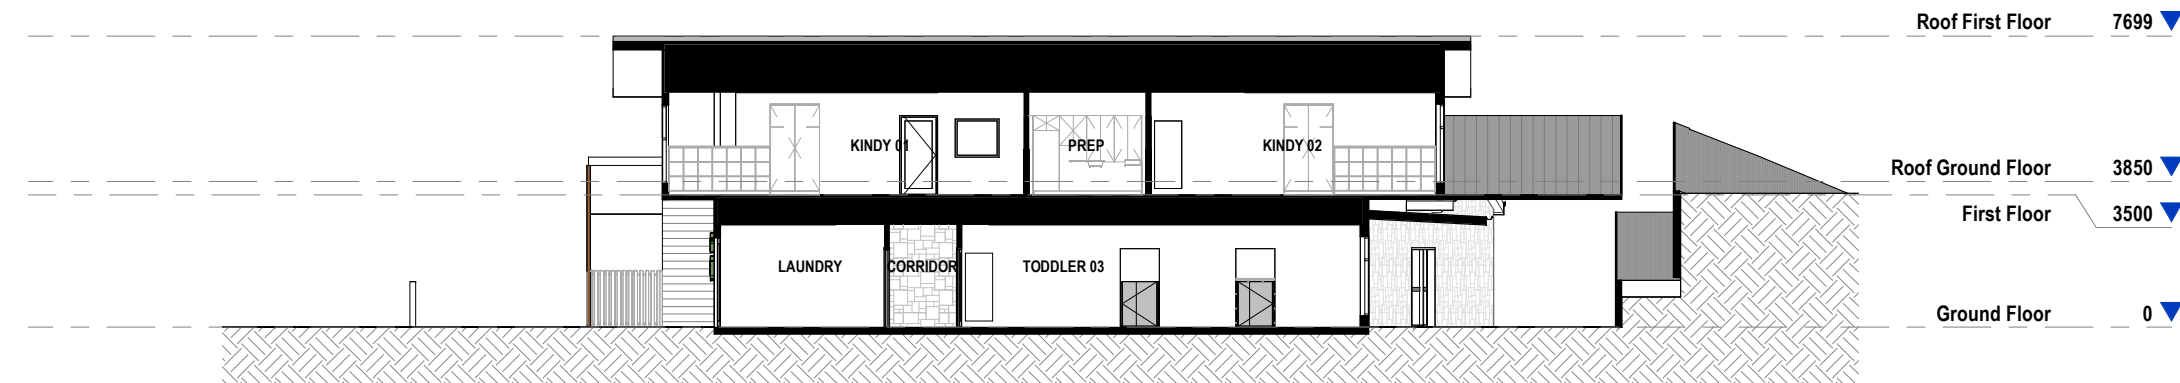 Roof First Floor 7699
KINDY 01 PREP KINDY 02
Roof Ground Floor 3850
First Floor 3500
LAUNDRY CORRIDOR TODDLER 03
Ground Floor 0